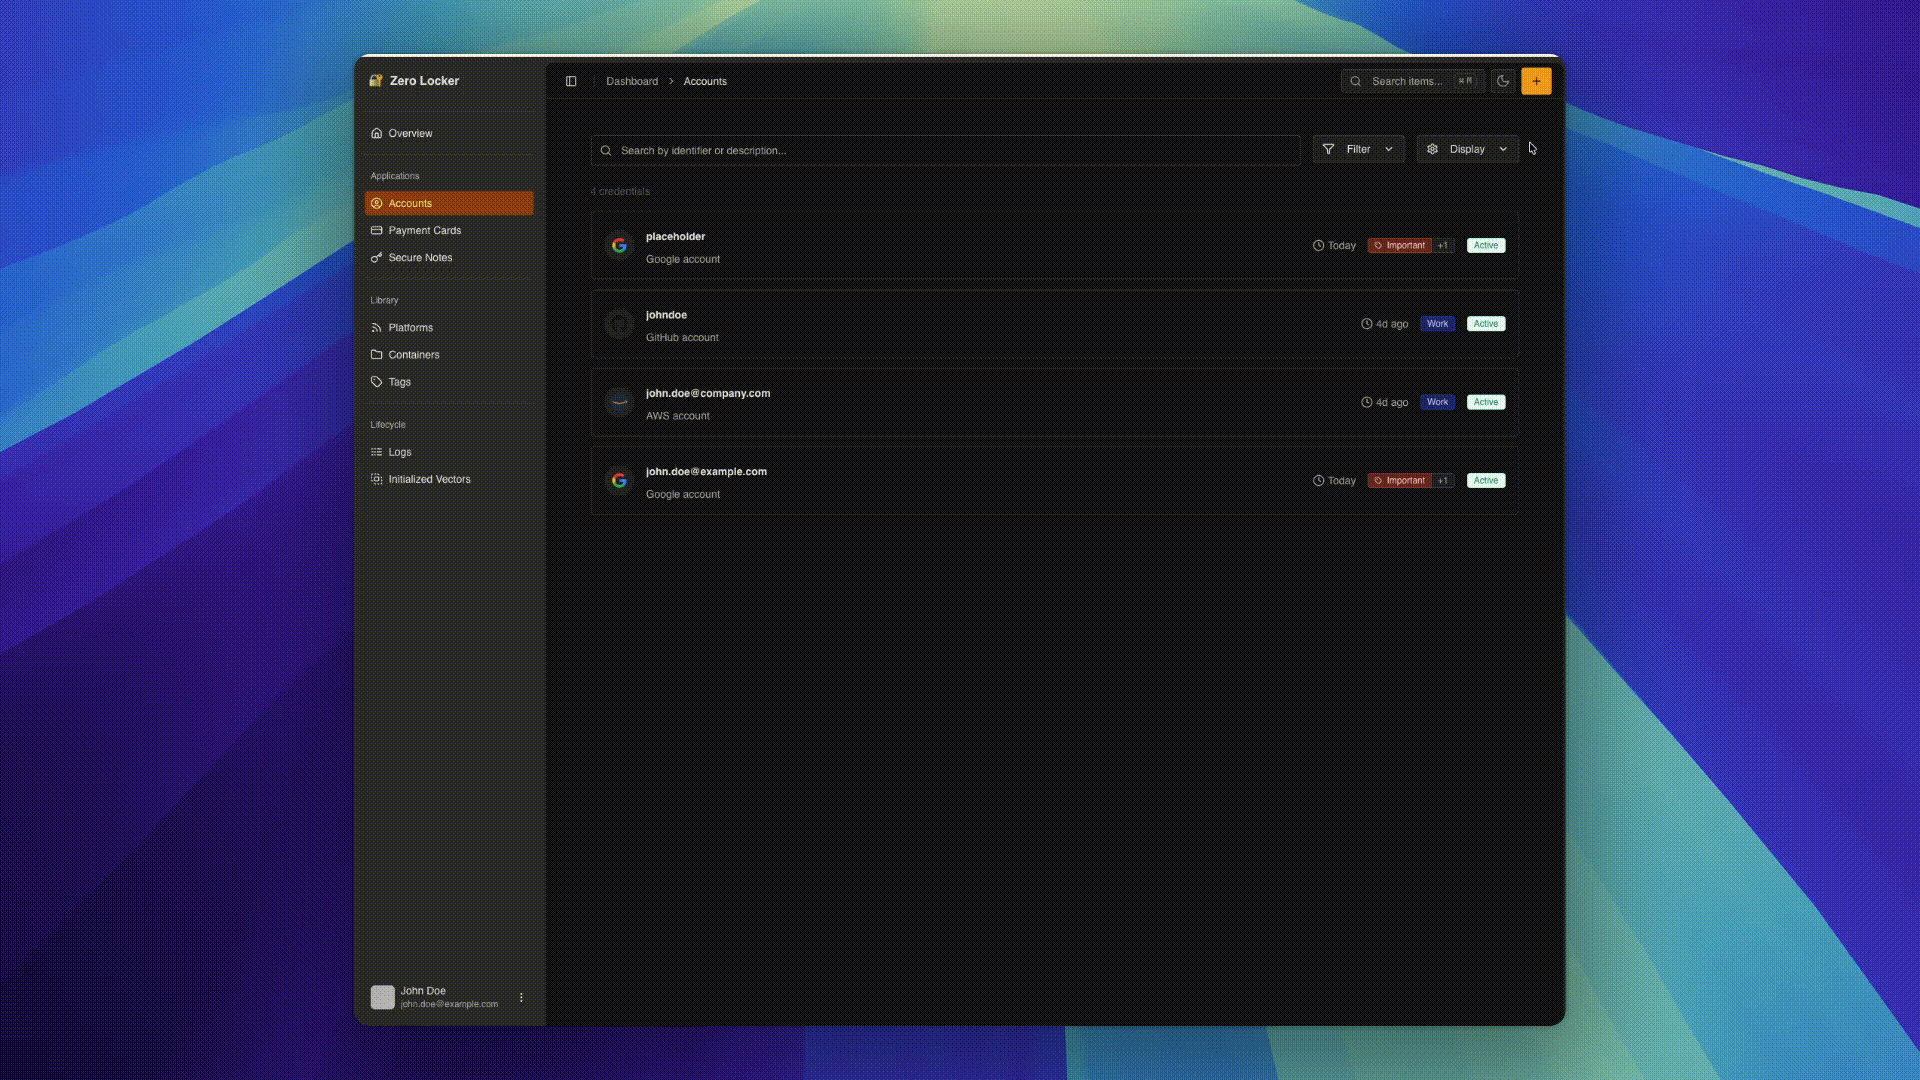 Zero Locker
Dashboard > Accounts
Search items... ⌘ M
+
Overview
Search by identifier or description...
Filter
Display
Applications
4 credentials
Accounts
Payment Cards
Secure Notes
placeholder
Google account
Today Important +1 Active
Library
Platforms
Containers
Tags
johndoe
GitHub account
4d ago Work Active
john.doe@company.com
AWS account
4d ago Work Active
Lifecycle
Logs
Initialized Vectors
john.doe@example.com
Google account
Today Important +1 Active
John Doe
john.doe@example.com